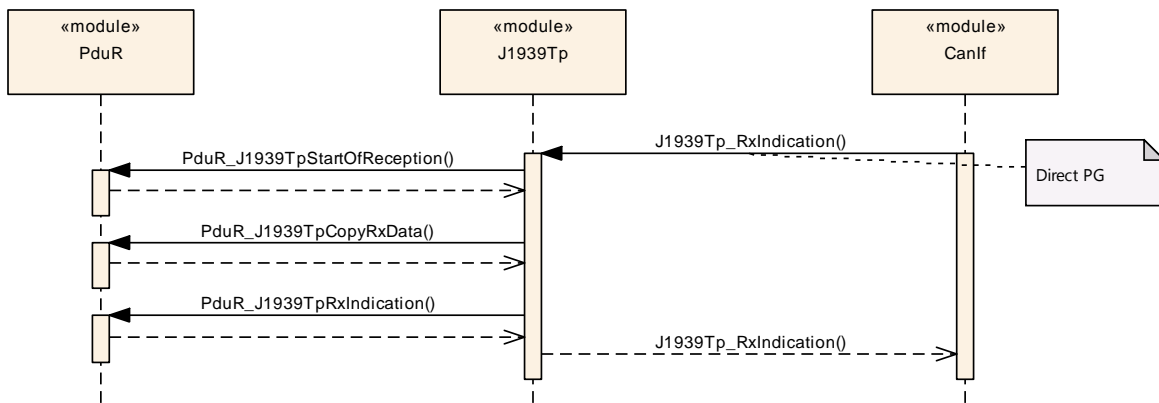 «module»
PduR
«module»
J1939Tp
«module»
CanIf
J1939Tp_RxIndication()
PduR_J1939TpStartOfReception()
Direct PG
PduR_J1939TpCopyRxData()
PduR_J1939TpRxIndication()
J1939Tp_RxIndication()